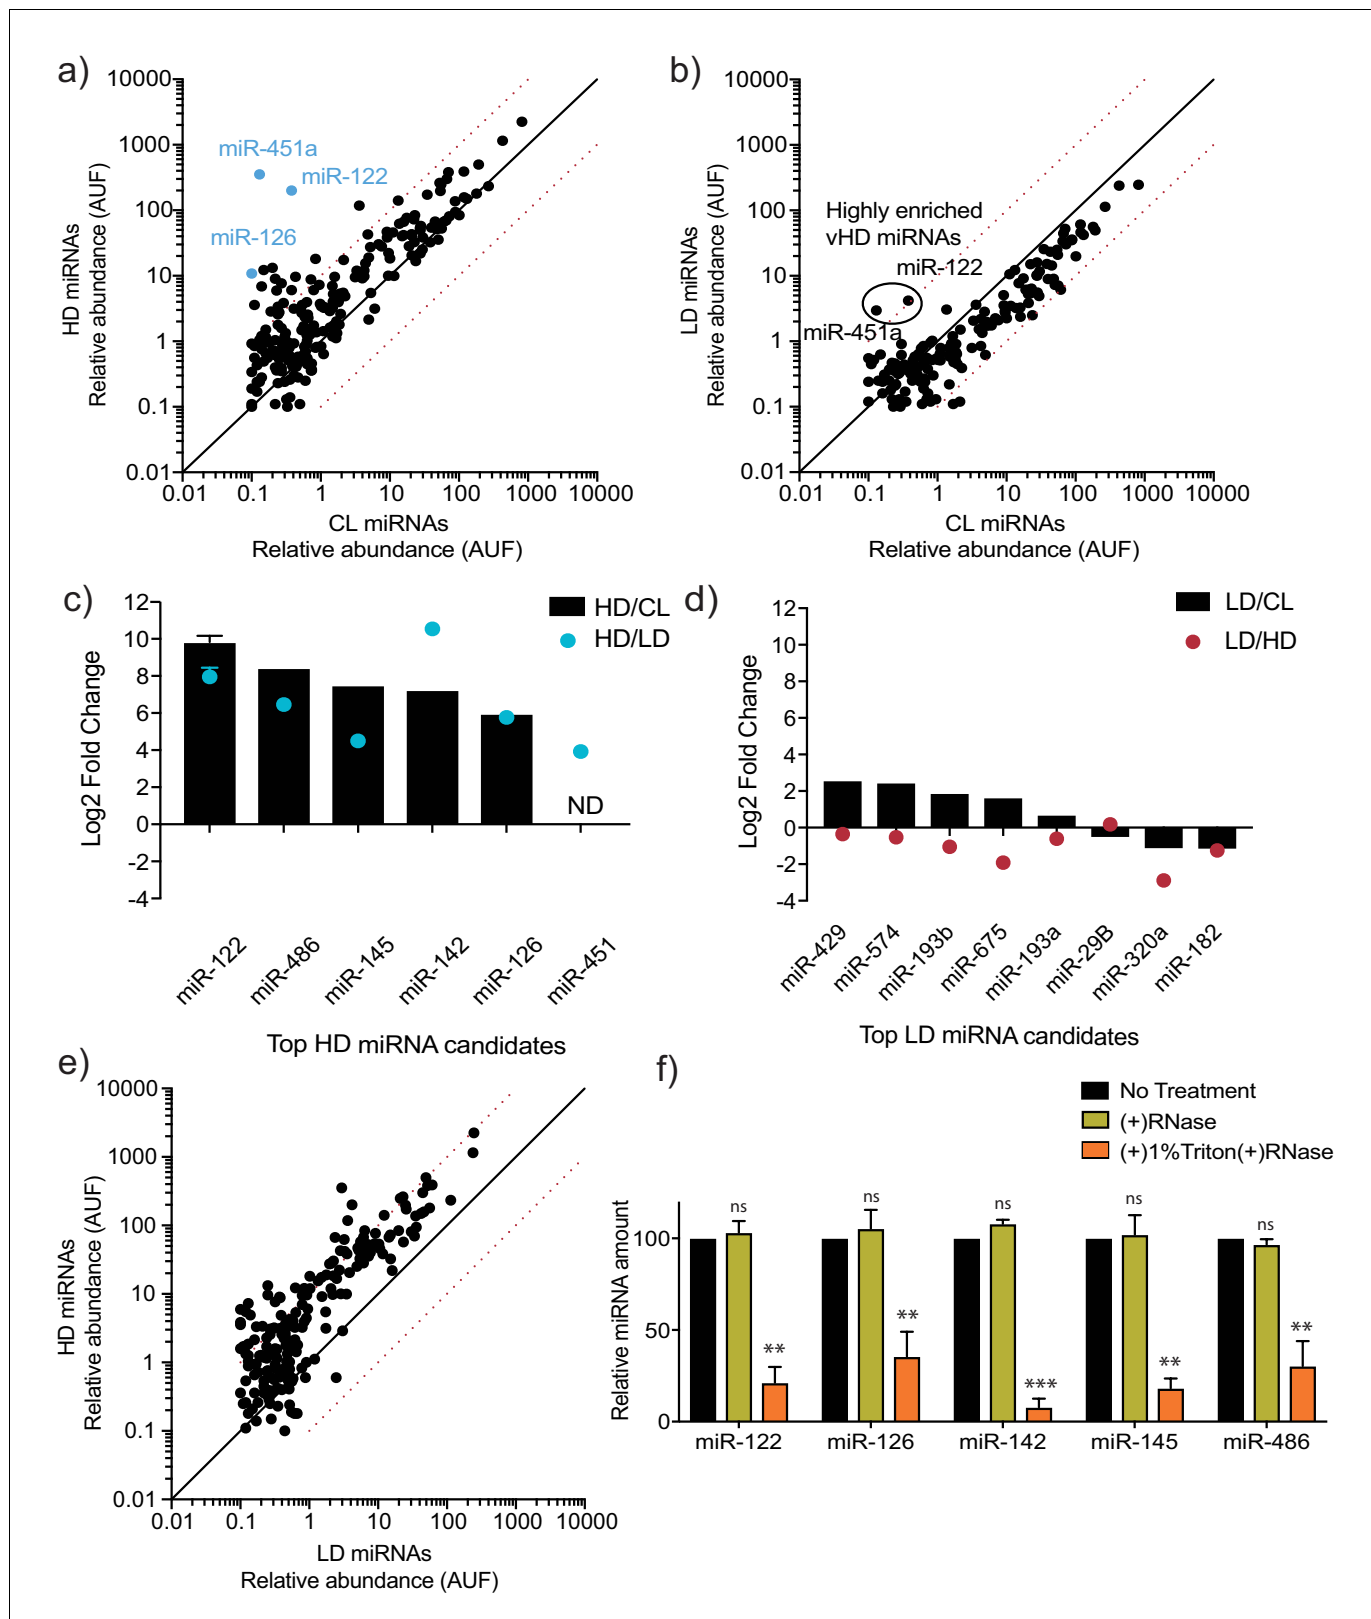 a)
10000
1000
100
10
1
0.1
0.01
HD miRNAs
Relative abundance (AUF)
miR-451a
miR-122
miR-126
0.01 0.1 1 10 100 1000 10000
CL miRNAs
Relative abundance (AUF)
b)
10000
1000
100
10
1
0.1
0.01
LD miRNAs
Relative abundance (AUF)
Highly enriched
vHD miRNAs
miR-122
miR-451a
0.01 0.1 1 10 100 1000 10000
CL miRNAs
Relative abundance (AUF)
c)
12
10
8
6
4
2
0
-2
-4
Log2 Fold Change
HD/CL
HD/LD
ND
miR-122
miR-486
miR-145
miR-142
miR-126
miR-451
Top HD miRNA candidates
d)
12
10
8
6
4
2
0
-2
-4
Log2 Fold Change
LD/CL
LD/HD
miR-429
miR-574
miR-193b
miR-675
miR-193a
miR-29B
miR-320a
miR-182
Top LD miRNA candidates
e)
10000
1000
100
10
1
0.1
0.01
HD miRNAs
Relative abundance (AUF)
0.01 0.1 1 10 100 1000 10000
LD miRNAs
Relative abundance (AUF)
f)
No Treatment
(+)RNase
(+)1%Triton(+)RNase
Relative miRNA amount
100
50
0
ns
**
ns
**
ns
***
ns
**
ns
**
miR-122 miR-126 miR-142 miR-145 miR-486